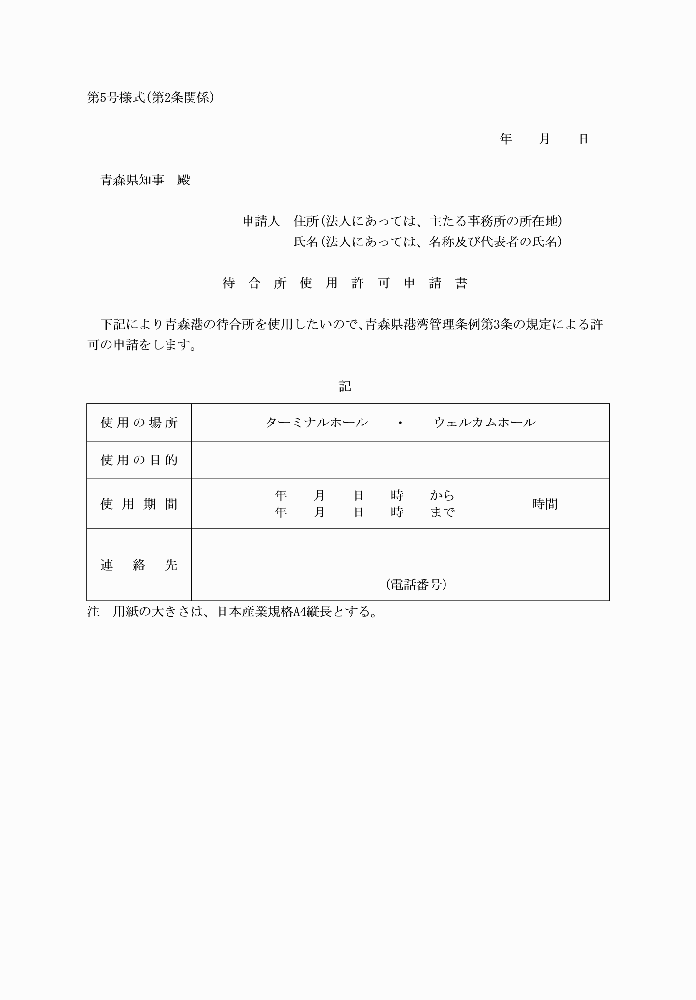 第5号様式(第2条関係)
年　　月　　日
青森県知事　殿
申請人　住所(法人にあっては、主たる事務所の所在地)
氏名(法人にあっては、名称及び代表者の氏名)
待　合　所　使　用　許　可　申　請　書
下記により青森港の待合所を使用したいので、青森県港湾管理条例第3条の規定による許
可の申請をします。
記
使用の場所　ターミナルホール　　・　　ウェルカムホール
使用の目的
使用期間
年　　月　　日　　時　　から
年　　月　　日　　時　　まで
時間
連絡先
(電話番号)
注　用紙の大きさは、日本産業規格A4縦長とする。